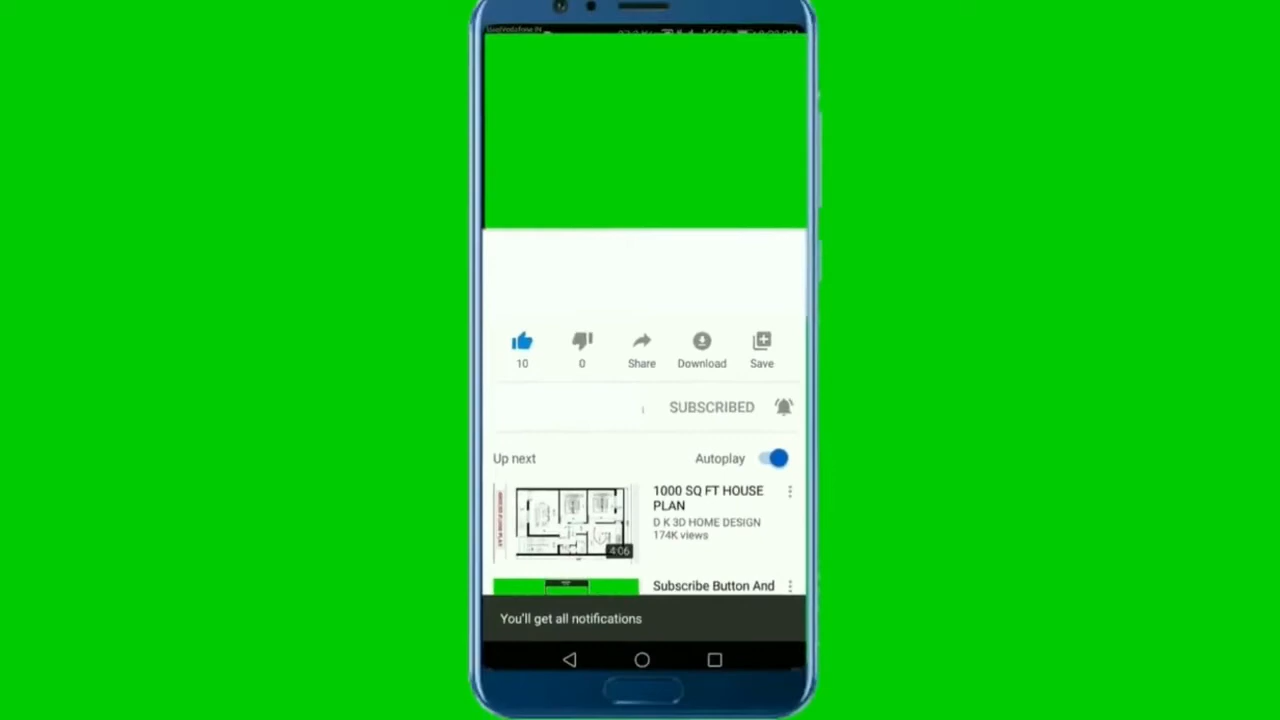 10
0
Share
Download
Save
SUBSCRIBED
Up next
Autoplay
1000 SQ FT HOUSE
PLAN
D K 3D HOME DESIGN
174K views
4:06
Subscribe Button And
You'll get all notifications